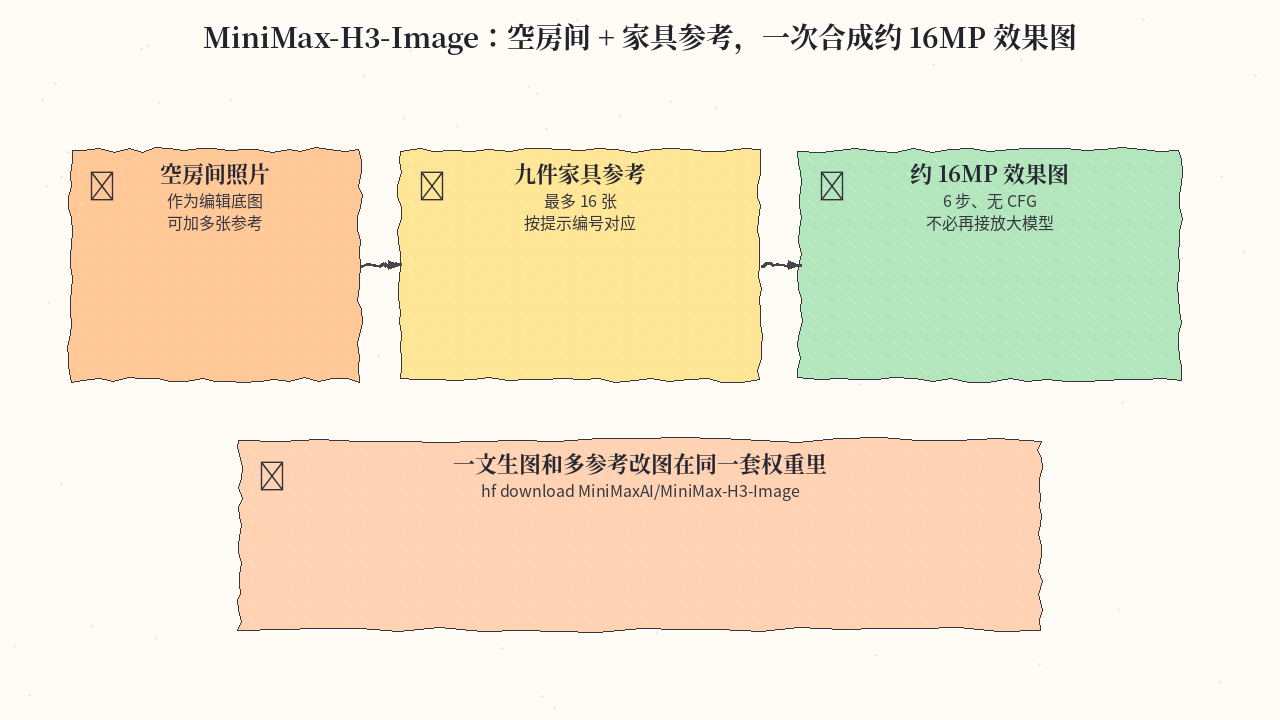 MiniMax-H3-Image：空房间 + 家具参考，一次合成约 16MP 效果图
空房间照片
作为编辑底图
可加多张参考
九件家具参考
最多 16 张
按提示编号对应
约 16MP 效果图
6 步、无 CFG
不必再接放大模型
一文生图和多参考改图在同一套权重里
hf download MiniMaxAI/MiniMax-H3-Image